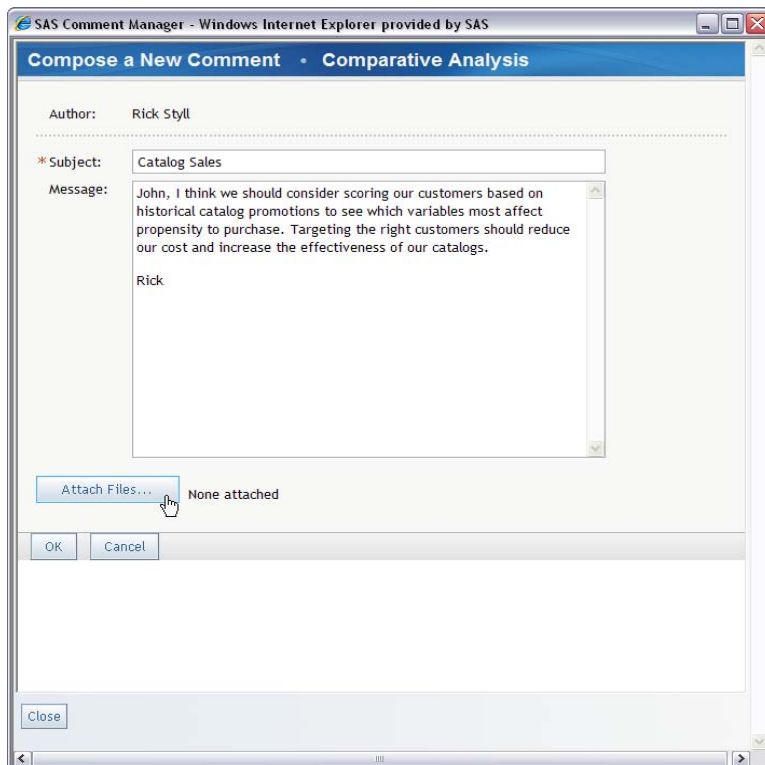 SAS Comment Manager - Windows Internet Explorer provided by SAS
Compose a New Comment • Comparative Analysis
Author: Rick Styll
* Subject: Catalog Sales
Message: John, I think we should consider scoring our customers based on
historical catalog promotions to see which variables most affect
propensity to purchase. Targeting the right customers should reduce
our cost and increase the effectiveness of our catalogs.
Rick
Attach Files... None attached
OK Cancel
Close